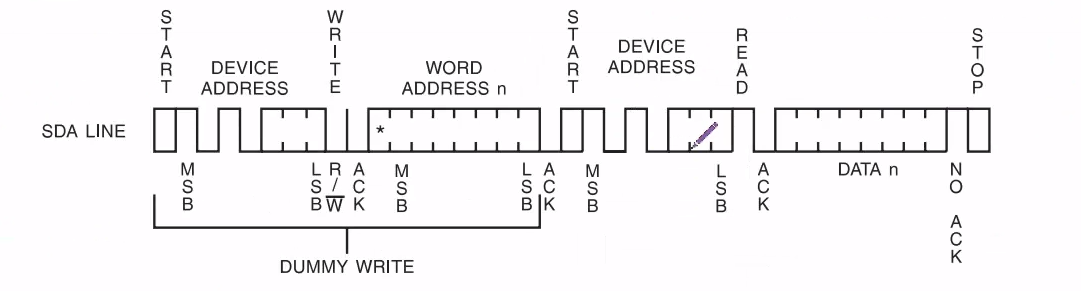 START
WRITE
START
READ
STOP
DEVICE
ADDRESS
WORD
ADDRESS n
DEVICE
ADDRESS
SDA LINE
*
MSB
LSB
R/W̅
ACK
MSB
LSB
ACK
MSB
LSB
ACK
DATA n
NO ACK
DUMMY WRITE